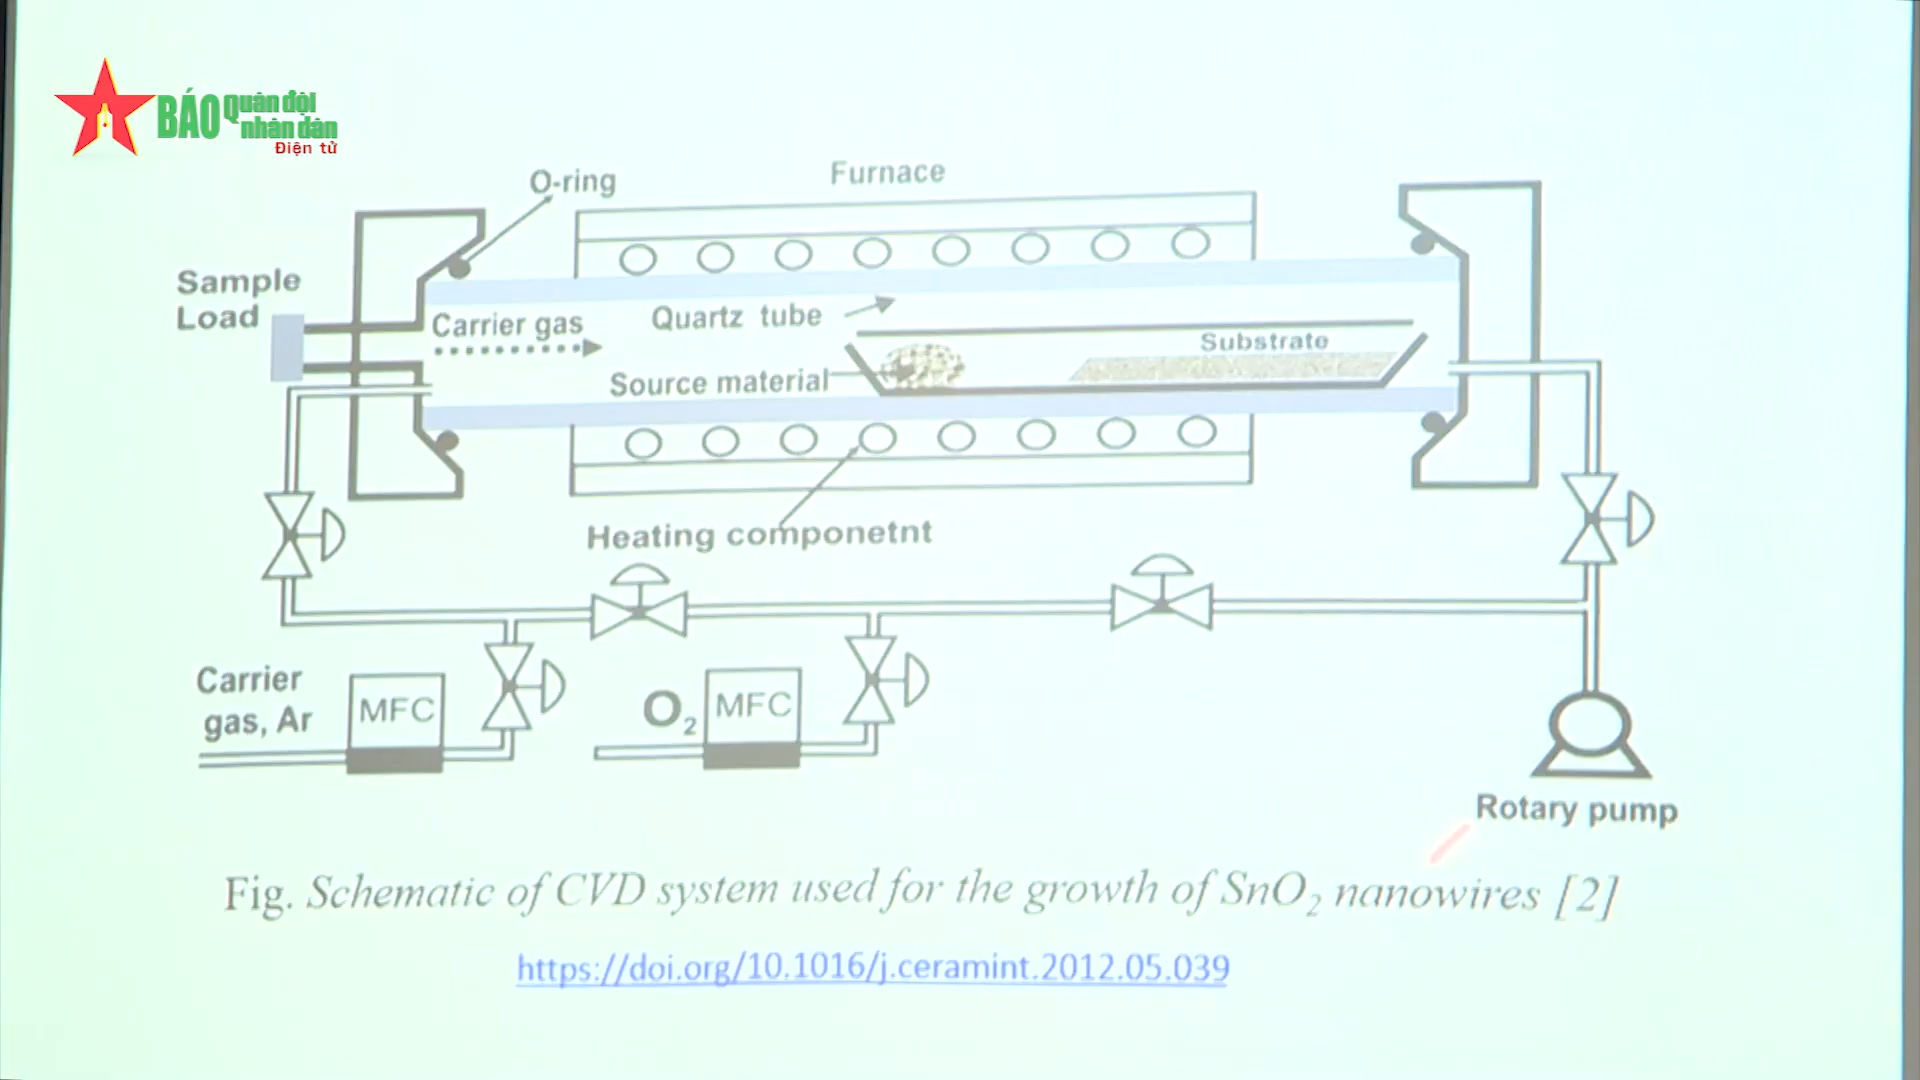 BÁO Quân đội
nhân dân
Điện tử
O-ring
Furnace
Sample
Load
Carrier gas
Quartz tube
Substrate
Source material
Heating componetnt
Carrier
gas, Ar
MFC
O₂
MFC
Rotary pump
Fig. Schematic of CVD system used for the growth of SnO₂ nanowires [2]
https://doi.org/10.1016/j.ceramint.2012.05.039